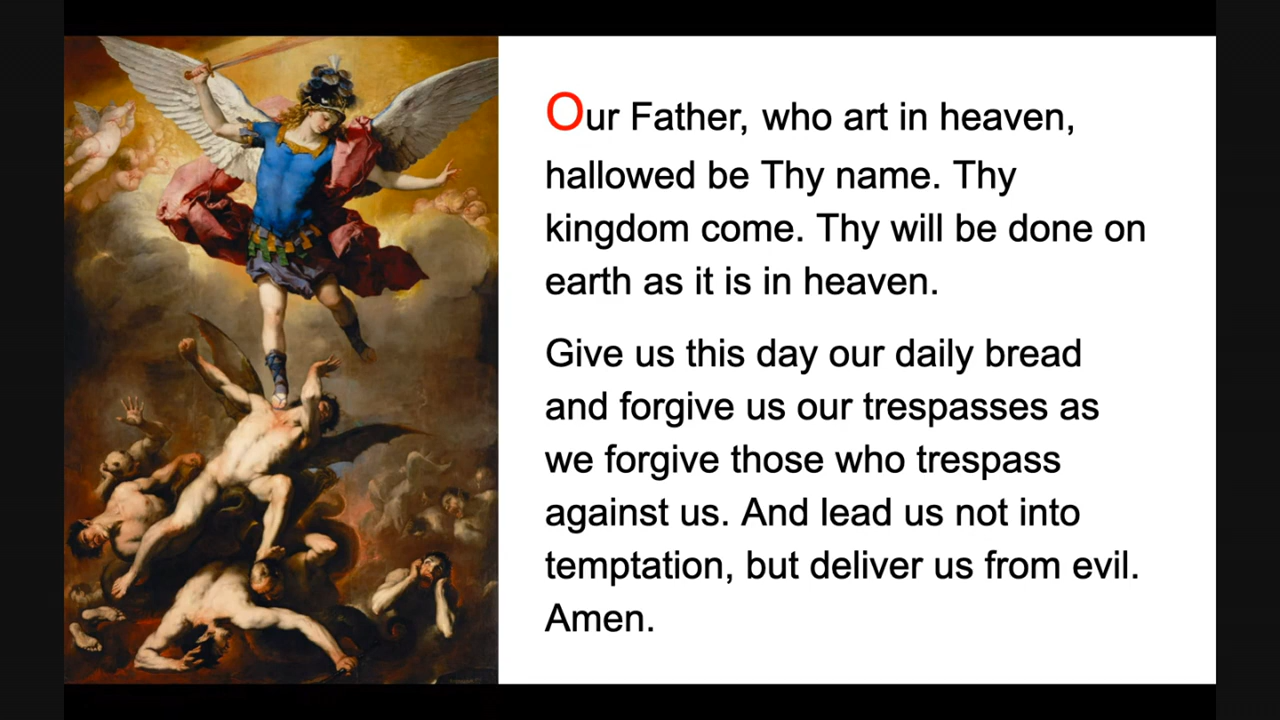 Our Father, who art in heaven,
hallowed be Thy name. Thy
kingdom come. Thy will be done on
earth as it is in heaven.
Give us this day our daily bread
and forgive us our trespasses as
we forgive those who trespass
against us. And lead us not into
temptation, but deliver us from evil.
Amen.